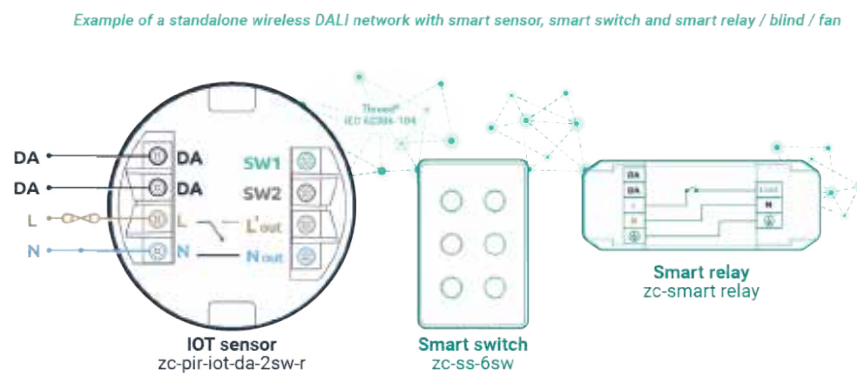 Example of a standalone wireless DALI network with smart sensor, smart switch and smart relay / blind / fan
Thread®
IEC 62386-104
DA DA SW1
DA DA SW2
L L L'out
N N Nout
DA
DA
N
IOT sensor
zc-pir-iot-da-2sw-r
Smart switch
zc-ss-6sw
Smart relay
zc-smart relay